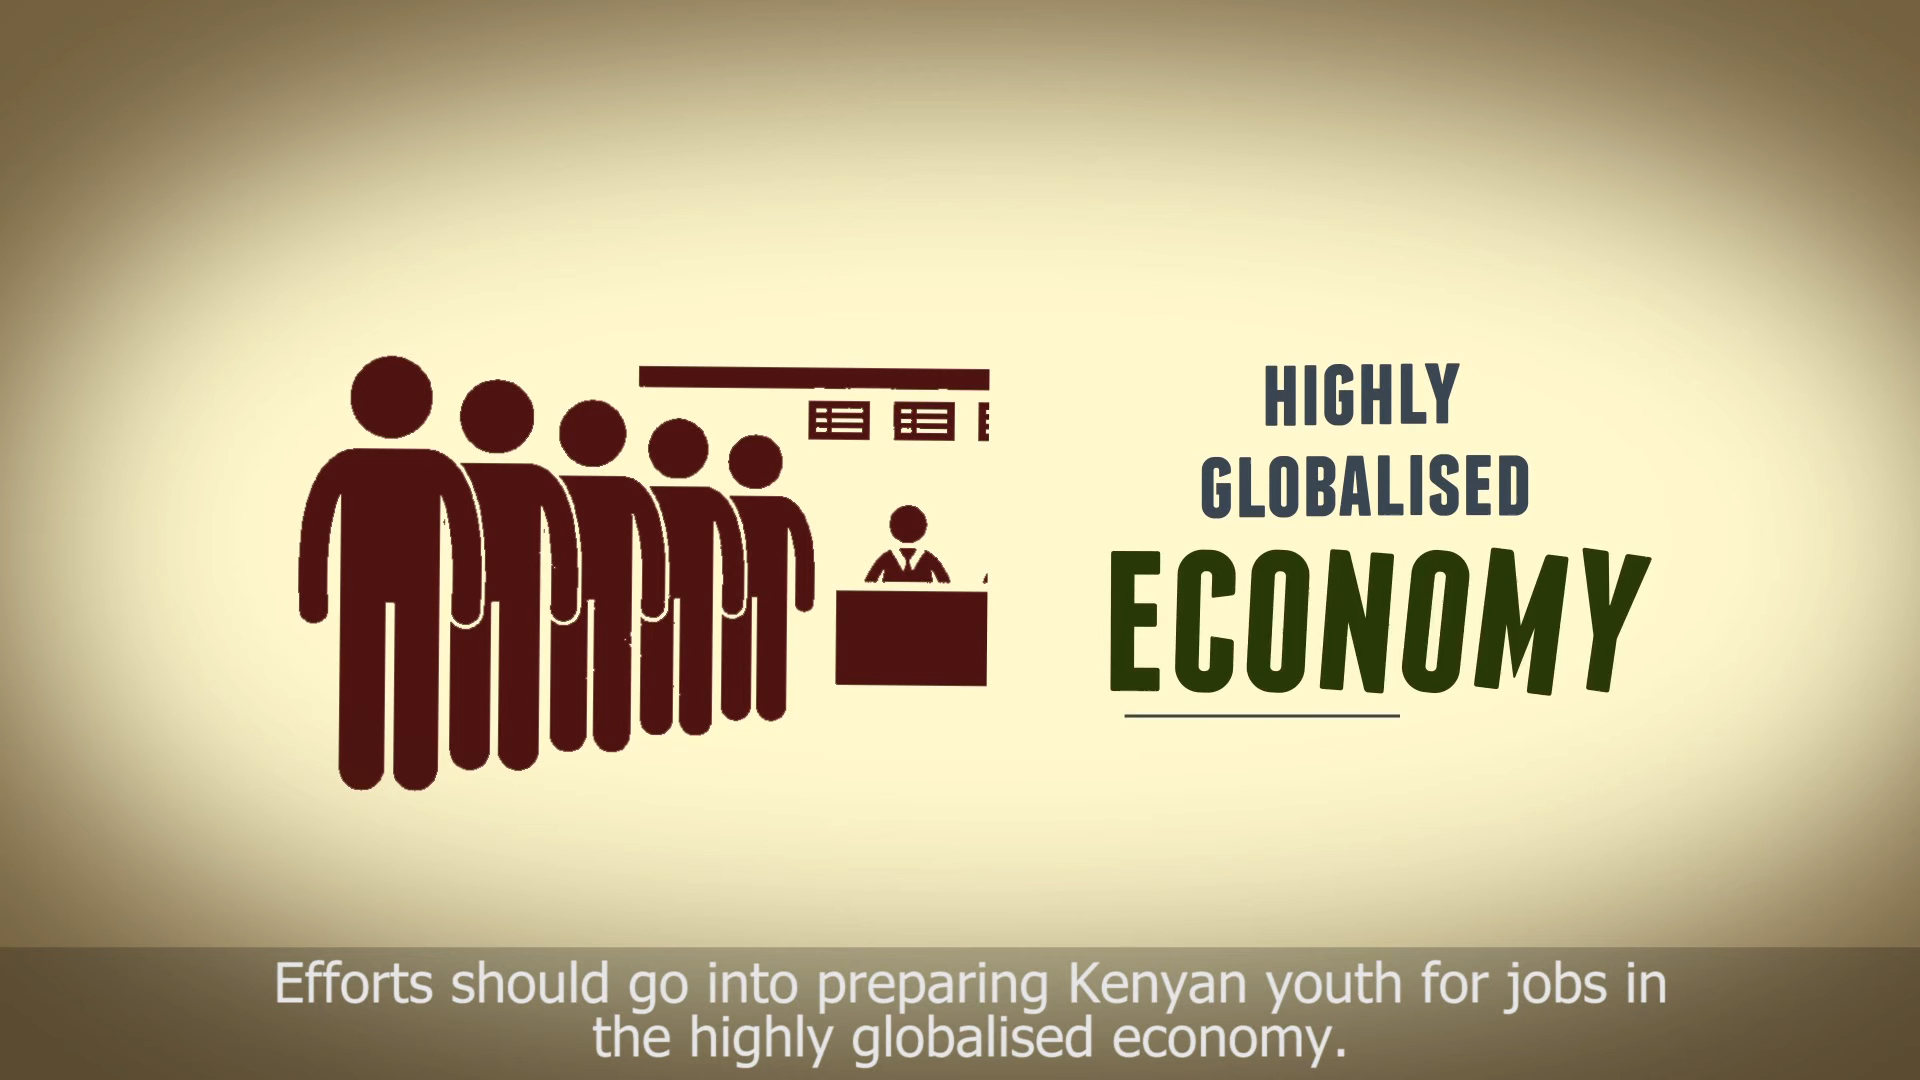 HIGHLY
GLOBALISED
ECONOMY
Efforts should go into preparing Kenyan youth for jobs in
the highly globalised economy.